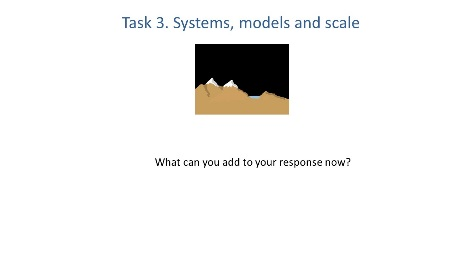 Task 3. Systems, models and scale
What can you add to your response now?